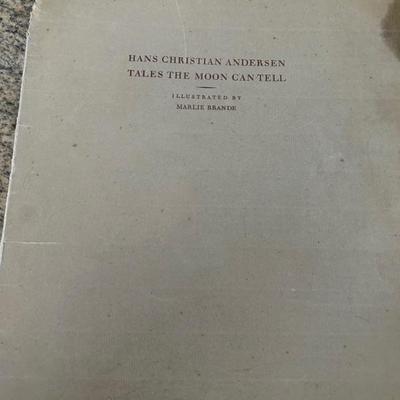 HANS CHRISTIAN ANDERSEN
TALES THE MOON CAN TELL
ILLUSTRATED BY
MARLIE BRANDE